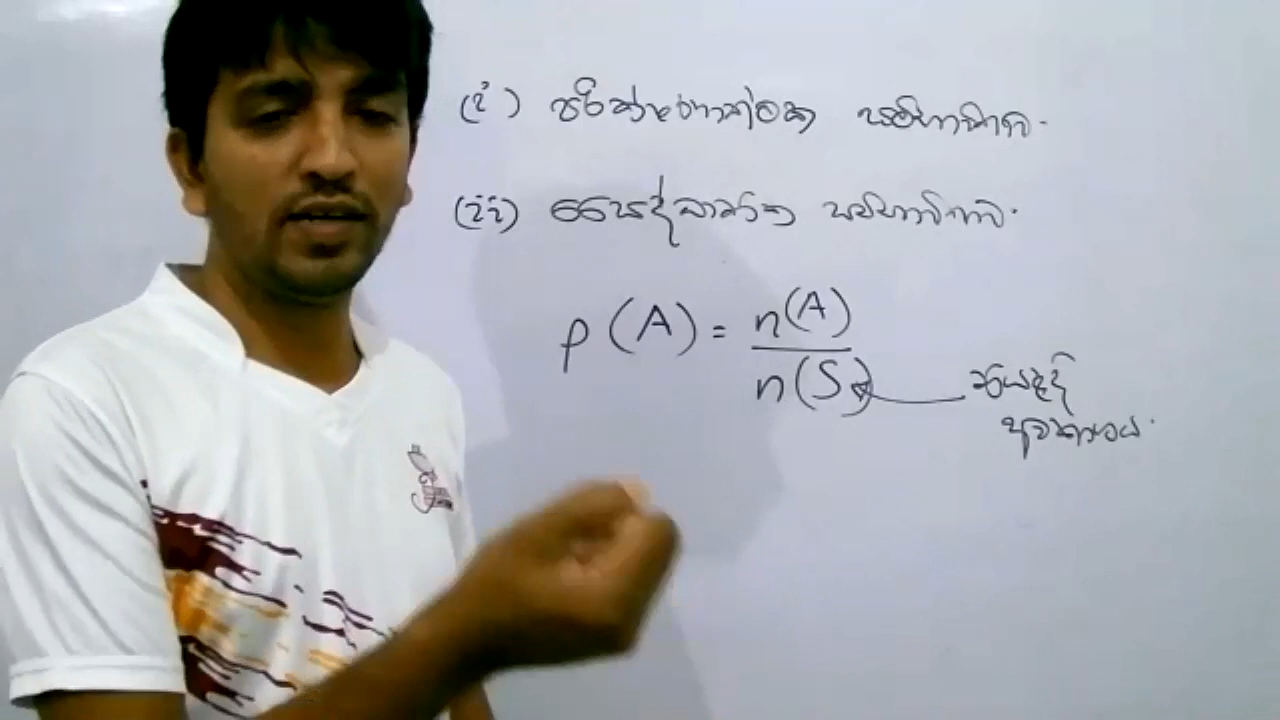 (i) පරීක්ෂණාත්මක සම්භාවිතාව.
(ii) සෛද්ධාන්තික සම්භාවිතාව.
P(A) = n(A) / n(S)
නියැදි
අවකාශය.